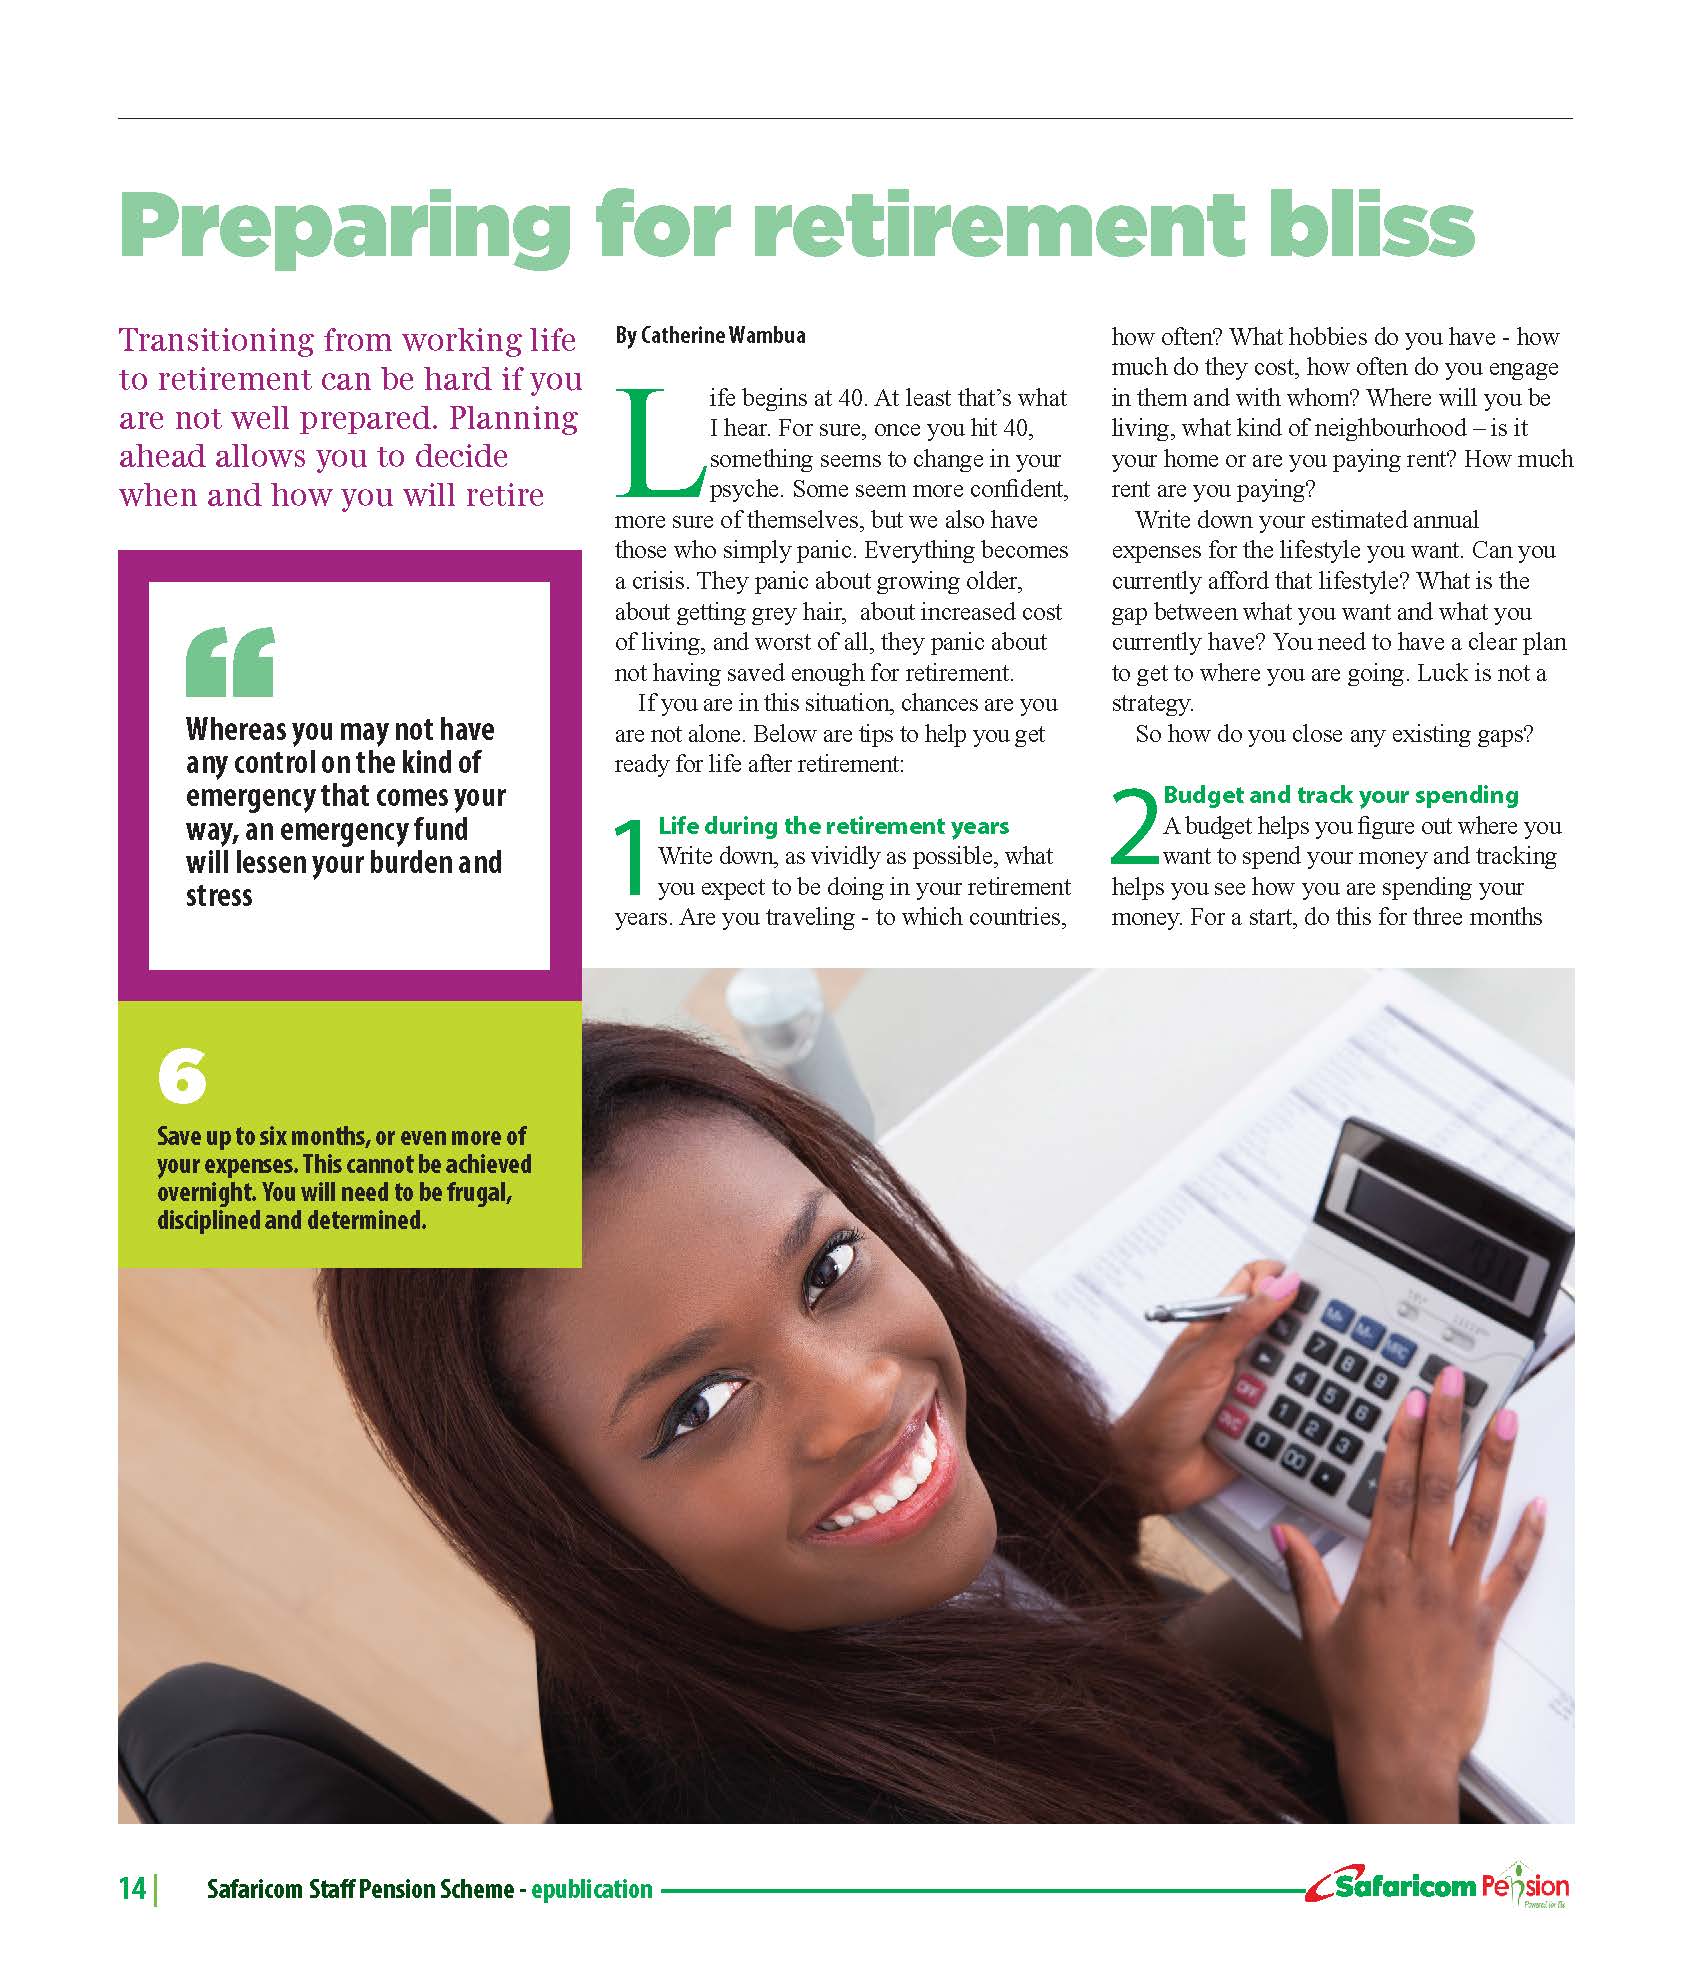 Preparing for retirement bliss
Transitioning from working life
to retirement can be hard if you
are not well prepared. Planning
ahead allows you to decide
when and how you will retire
“
Whereas you may not have
any control on the kind of
emergency that comes your
way, an emergency fund
will lessen your burden and
stress
6
Save up to six months, or even more of
your expenses. This cannot be achieved
overnight. You will need to be frugal,
disciplined and determined.
By Catherine Wambua
Life begins at 40. At least that’s what
I hear. For sure, once you hit 40,
something seems to change in your
psyche. Some seem more confident,
more sure of themselves, but we also have
those who simply panic. Everything becomes
a crisis. They panic about growing older,
about getting grey hair,  about increased cost
of living, and worst of all, they panic about
not having saved enough for retirement.
If you are in this situation, chances are you
are not alone. Below are tips to help you get
ready for life after retirement:
1 Life during the retirement years
Write down, as vividly as possible, what
you expect to be doing in your retirement
years. Are you traveling - to which countries,
how often? What hobbies do you have - how
much do they cost, how often do you engage
in them and with whom? Where will you be
living, what kind of neighbourhood – is it
your home or are you paying rent? How much
rent are you paying?
Write down your estimated annual
expenses for the lifestyle you want. Can you
currently afford that lifestyle? What is the
gap between what you want and what you
currently have? You need to have a clear plan
to get to where you are going. Luck is not a
strategy.
So how do you close any existing gaps?
2 Budget and track your spending
A budget helps you figure out where you
want to spend your money and tracking
helps you see how you are spending your
money. For a start, do this for three months
7 8 9
4 5 6
1 2 3
0 00
14 | Safaricom Staff Pension Scheme - epublication
Safaricom Pension